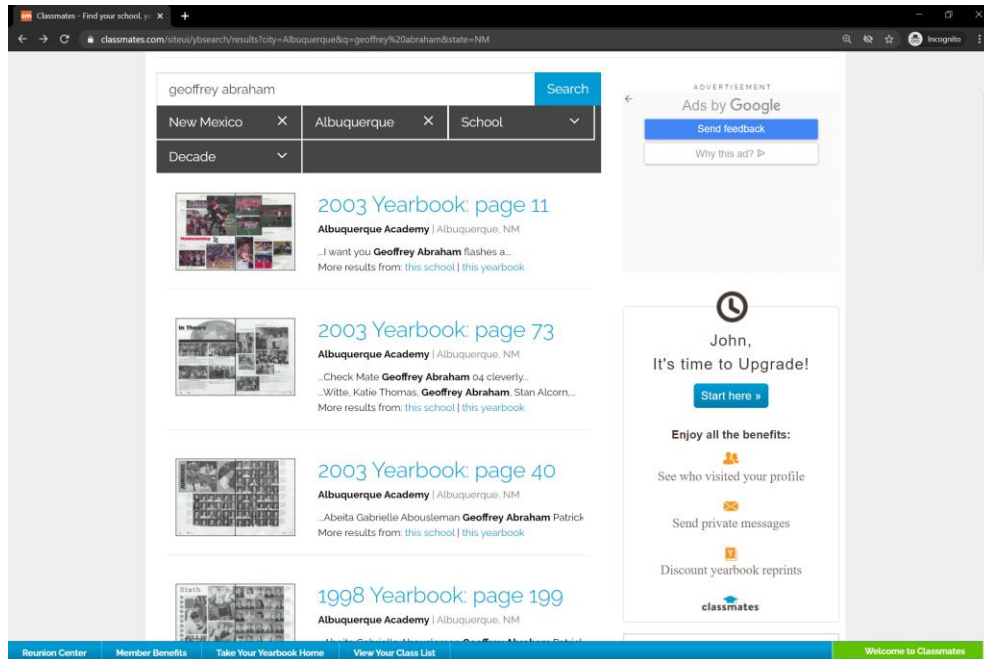 Classmates - Find your school, yo
classmates.com/siteui/ybsearch/results?city=Albuquerque&q=geoffrey%20abraham&state=NM
Incognito
geoffrey abraham
Search
New Mexico
Albuquerque
School
Decade
2003 Yearbook: page 11
Albuquerque Academy | Albuquerque, NM
...I want you Geoffrey Abraham flashes a...
More results from: this school | this yearbook
In Theory
2003 Yearbook: page 73
Albuquerque Academy | Albuquerque, NM
...Check Mate Geoffrey Abraham 04 cleverly...
...Witte, Katie Thomas, Geoffrey Abraham, Stan Alcorn,...
More results from: this school | this yearbook
2003 Yearbook: page 40
Albuquerque Academy | Albuquerque, NM
...Abeita Gabrielle Abousleman Geoffrey Abraham Patrick
More results from: this school | this yearbook
Sixth
1998 Yearbook: page 199
Albuquerque Academy | Albuquerque, NM
ADVERTISEMENT
Ads by Google
Send feedback
Why this ad?
John,
It's time to Upgrade!
Start here »
Enjoy all the benefits:
See who visited your profile
Send private messages
Discount yearbook reprints
classmates
Reunion Center
Member Benefits
Take Your Yearbook Home
View Your Class List
Welcome to Classmates